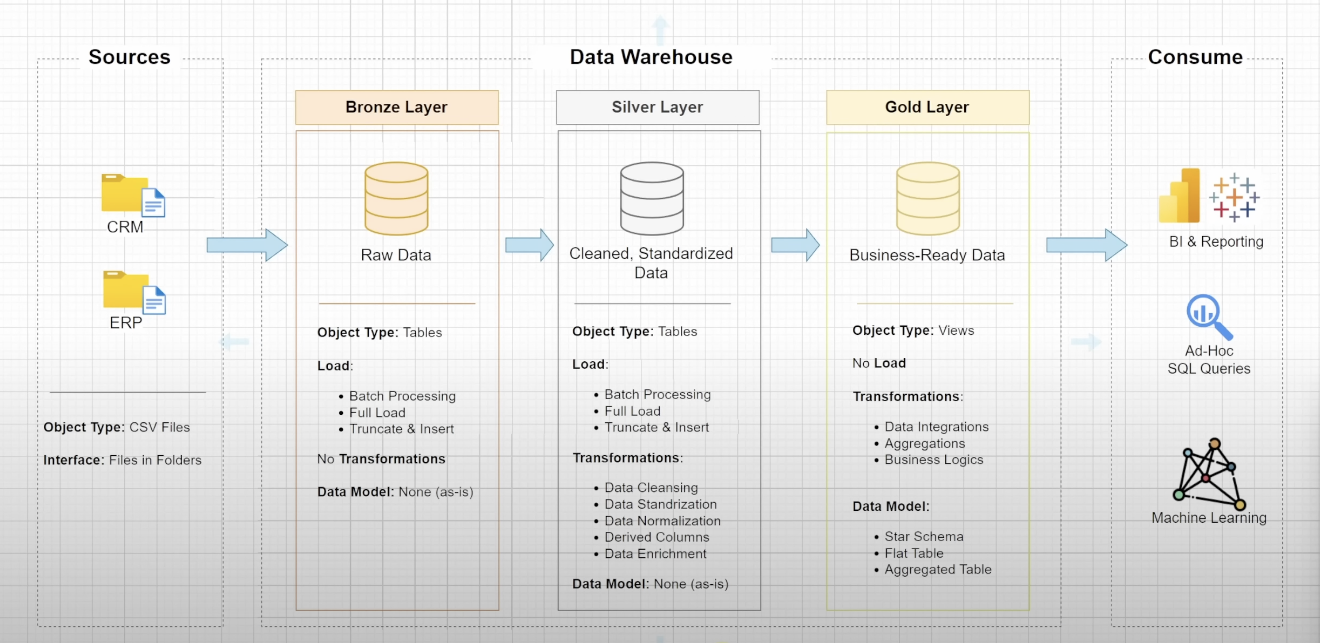 Sources
CRM
ERP
Object Type: CSV Files
Interface: Files in Folders
Data Warehouse
Bronze Layer
Raw Data
Object Type: Tables
Load:
• Batch Processing
• Full Load
• Truncate & Insert
No Transformations
Data Model: None (as-is)
Silver Layer
Cleaned, Standardized
Data
Object Type: Tables
Load:
• Batch Processing
• Full Load
• Truncate & Insert
Transformations:
• Data Cleansing
• Data Standrization
• Data Normalization
• Derived Columns
• Data Enrichment
Data Model: None (as-is)
Gold Layer
Business-Ready Data
Object Type: Views
No Load
Transformations:
• Data Integrations
• Aggregations
• Business Logics
Data Model:
• Star Schema
• Flat Table
• Aggregated Table
Consume
BI & Reporting
Ad-Hoc
SQL Queries
Machine Learning